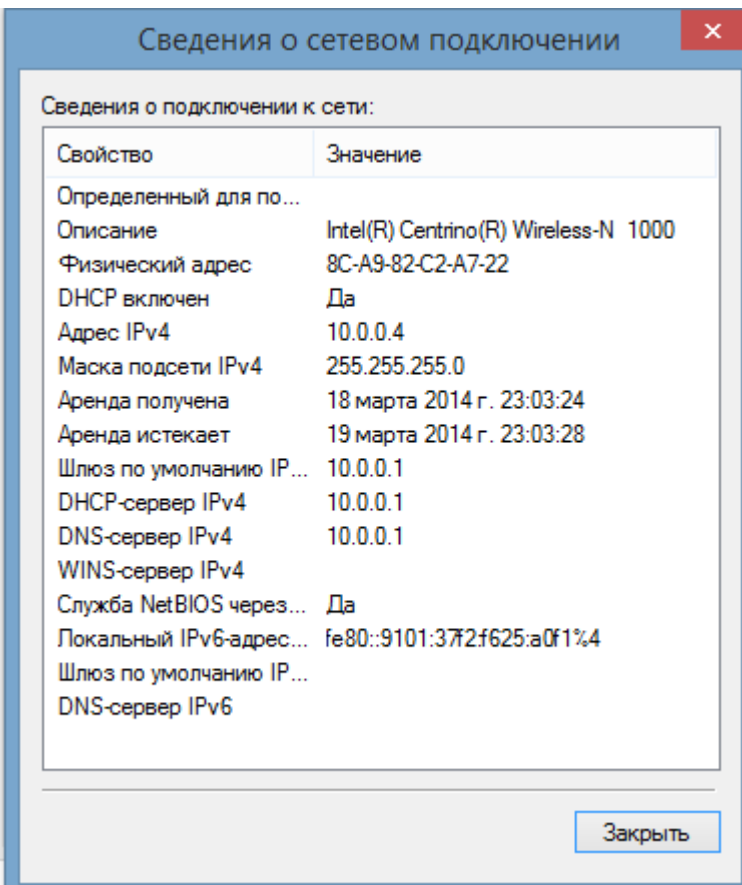 Сведения о сетевом подключении
Сведения о подключении к сети:
Свойство Значение
Определенный для по...
Описание Intel(R) Centrino(R) Wireless-N 1000
Физический адрес 8C-A9-82-C2-A7-22
DHCP включен Да
Адрес IPv4 10.0.0.4
Маска подсети IPv4 255.255.255.0
Аренда получена 18 марта 2014 г. 23:03:24
Аренда истекает 19 марта 2014 г. 23:03:28
Шлюз по умолчанию IP... 10.0.0.1
DHCP-сервер IPv4 10.0.0.1
DNS-сервер IPv4 10.0.0.1
WINS-сервер IPv4
Служба NetBIOS через... Да
Локальный IPv6-адрес... fe80::9101:37f2:f625:a0f1%4
Шлюз по умолчанию IP...
DNS-сервер IPv6
Закрыть